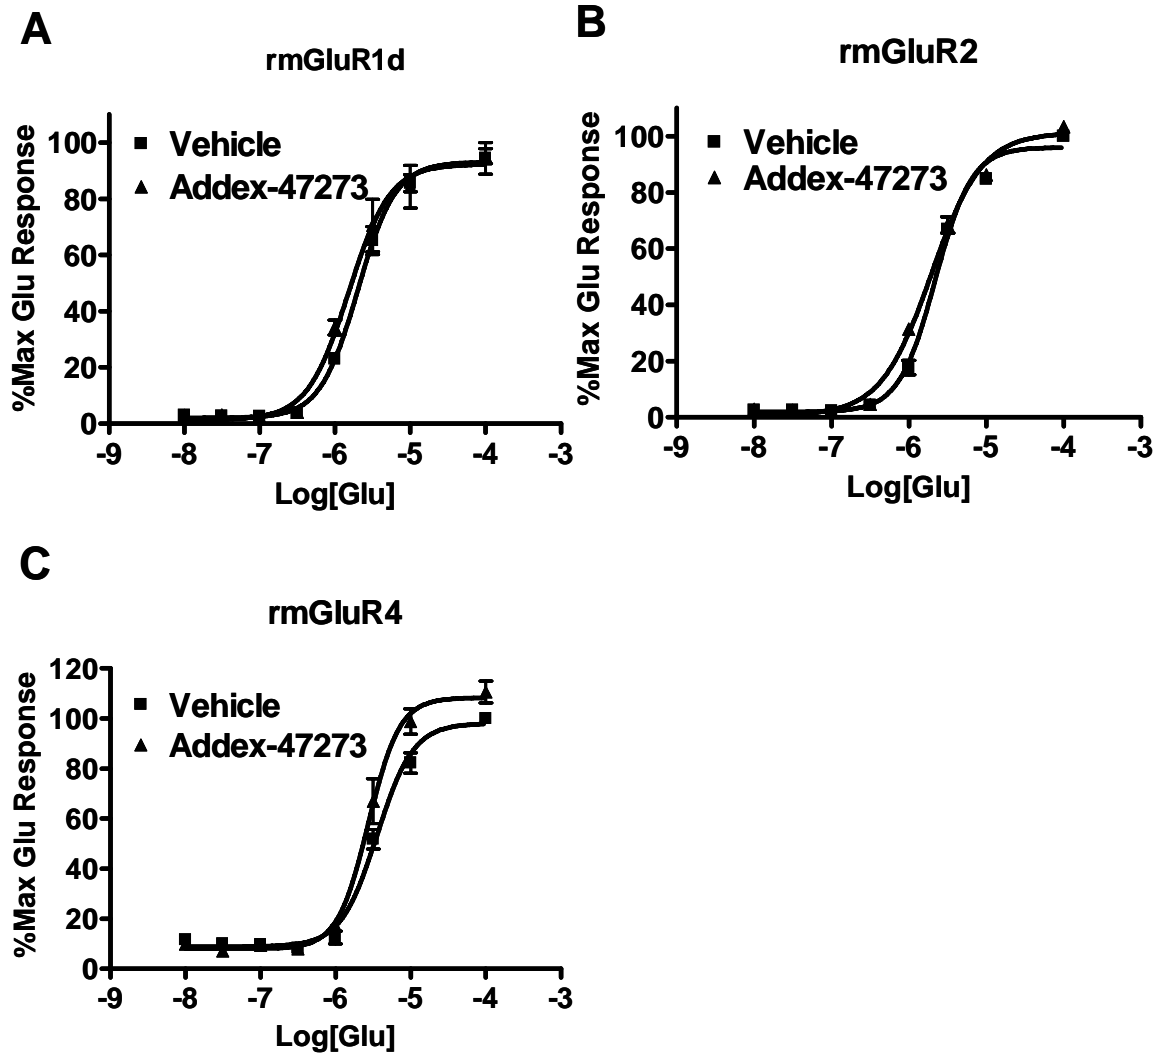 A
rmGluR1d
%Max Glu Response
100
80
60
40
20
0
Vehicle
Addex-47273
-9 -8 -7 -6 -5 -4 -3
Log[Glu]
B
rmGluR2
%Max Glu Response
100
80
60
40
20
0
Vehicle
Addex-47273
-9 -8 -7 -6 -5 -4 -3
Log[Glu]
C
rmGluR4
%Max Glu Response
120
100
80
60
40
20
0
Vehicle
Addex-47273
-9 -8 -7 -6 -5 -4 -3
Log[Glu]